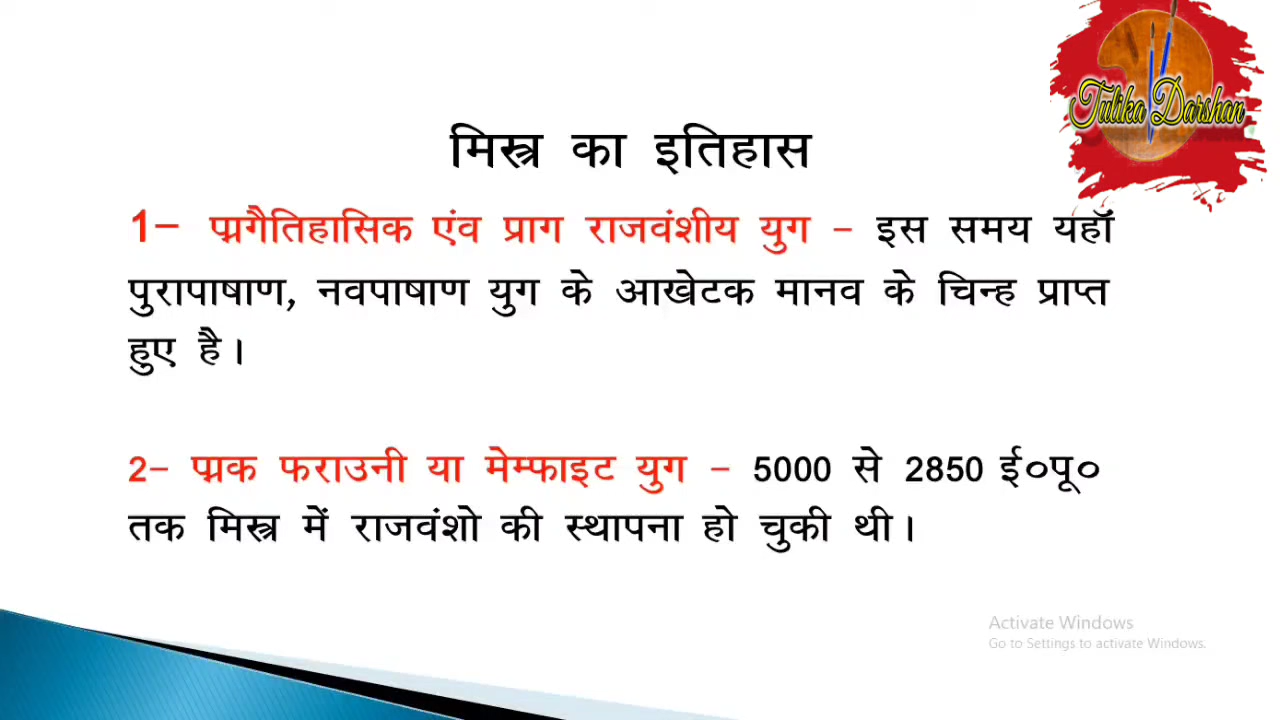 Tulika Darshan
मिस्त्र का इतिहास
1- प्रागैतिहासिक एंव प्राग राजवंशीय युग - इस समय यहाँ
पुरापाषाण, नवपाषाण युग के आखेटक मानव के चिन्ह प्राप्त
हुए है।
2- प्राक फराउनी या मेम्फाइट युग - 5000 से 2850 ई०पू०
तक मिस्त्र में राजवंशो की स्थापना हो चुकी थी।
Activate Windows
Go to Settings to activate Windows.